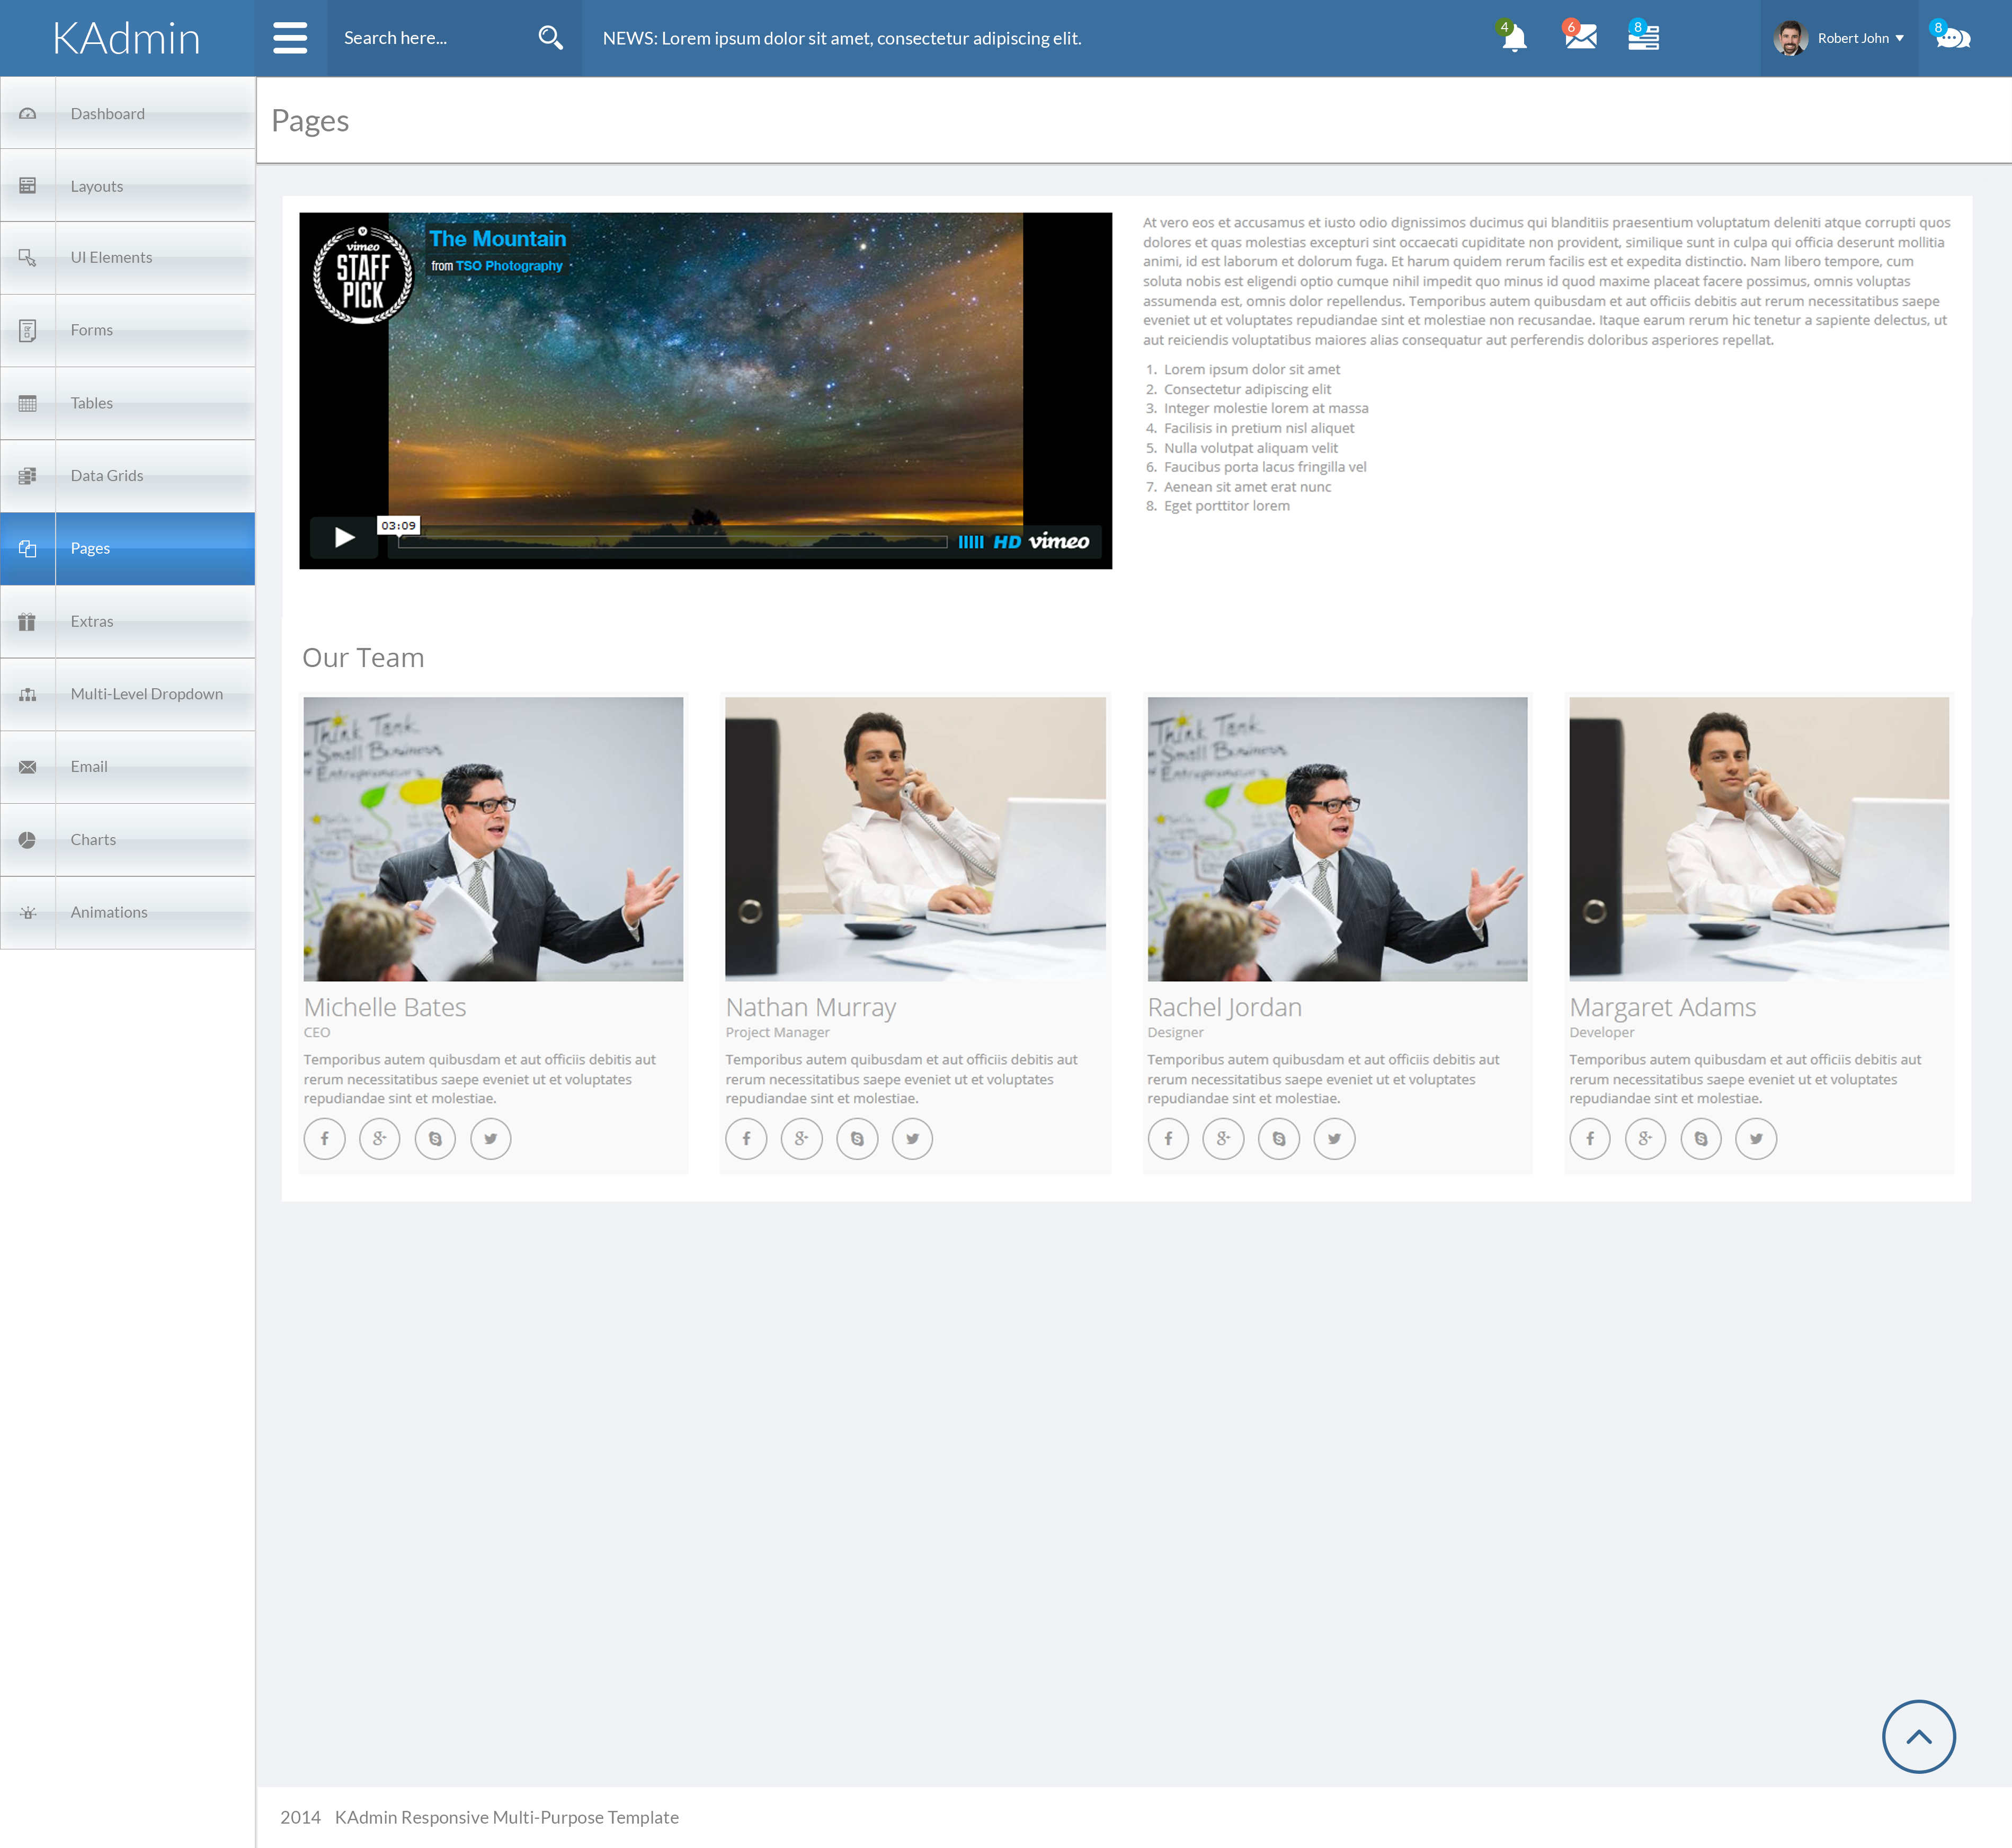 KAdmin
Search here...
NEWS: Lorem ipsum dolor sit amet, consectetur adipiscing elit.
4
6
8
Robert John
8
Dashboard
Layouts
UI Elements
Forms
Tables
Data Grids
Pages
Extras
Multi-Level Dropdown
Email
Charts
Animations
Pages
vimeo
STAFF
PICK
The Mountain
from TSO Photography
03:09
HD vimeo
At vero eos et accusamus et iusto odio dignissimos ducimus qui blanditiis praesentium voluptatum deleniti atque corrupti quos
dolores et quas molestias excepturi sint occaecati cupiditate non provident, similique sunt in culpa qui officia deserunt mollitia
animi, id est laborum et dolorum fuga. Et harum quidem rerum facilis est et expedita distinctio. Nam libero tempore, cum
soluta nobis est eligendi optio cumque nihil impedit quo minus id quod maxime placeat facere possimus, omnis voluptas
assumenda est, omnis dolor repellendus. Temporibus autem quibusdam et aut officiis debitis aut rerum necessitatibus saepe
eveniet ut et voluptates repudiandae sint et molestiae non recusandae. Itaque earum rerum hic tenetur a sapiente delectus, ut
aut reiciendis voluptatibus maiores alias consequatur aut perferendis doloribus asperiores repellat.
1. Lorem ipsum dolor sit amet
2. Consectetur adipiscing elit
3. Integer molestie lorem at massa
4. Facilisis in pretium nisl aliquet
5. Nulla volutpat aliquam velit
6. Faucibus porta lacus fringilla vel
7. Aenean sit amet erat nunc
8. Eget porttitor lorem
Our Team
Think Tank
Small Business
Entrepreneurs
Michelle Bates
CEO
Temporibus autem quibusdam et aut officiis debitis aut
rerum necessitatibus saepe eveniet ut et voluptates
repudiandae sint et molestiae.
Nathan Murray
Project Manager
Temporibus autem quibusdam et aut officiis debitis aut
rerum necessitatibus saepe eveniet ut et voluptates
repudiandae sint et molestiae.
Think Tank
Small Business
Entrepreneurs
Rachel Jordan
Designer
Temporibus autem quibusdam et aut officiis debitis aut
rerum necessitatibus saepe eveniet ut et voluptates
repudiandae sint et molestiae.
Margaret Adams
Developer
Temporibus autem quibusdam et aut officiis debitis aut
rerum necessitatibus saepe eveniet ut et voluptates
repudiandae sint et molestiae.
2014 KAdmin Responsive Multi-Purpose Template